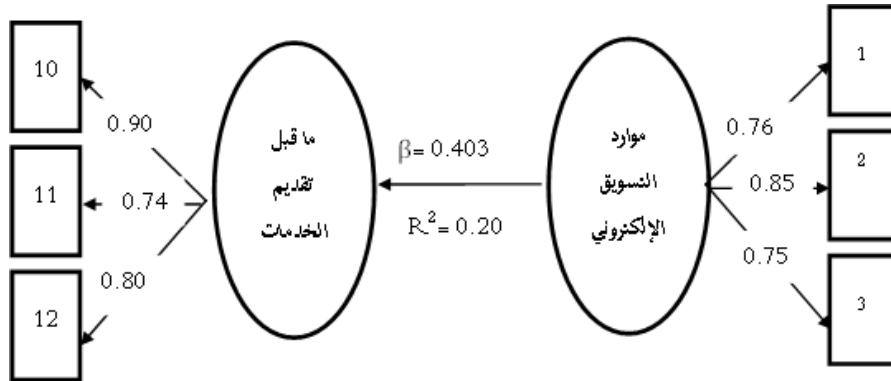 1
2
3
0.76
0.85
0.75
موارد
التسويق
الإلكتروني
β= 0.403
R²= 0.20
ما قبل
تقديم
الخدمات
0.90
0.74
0.80
10
11
12